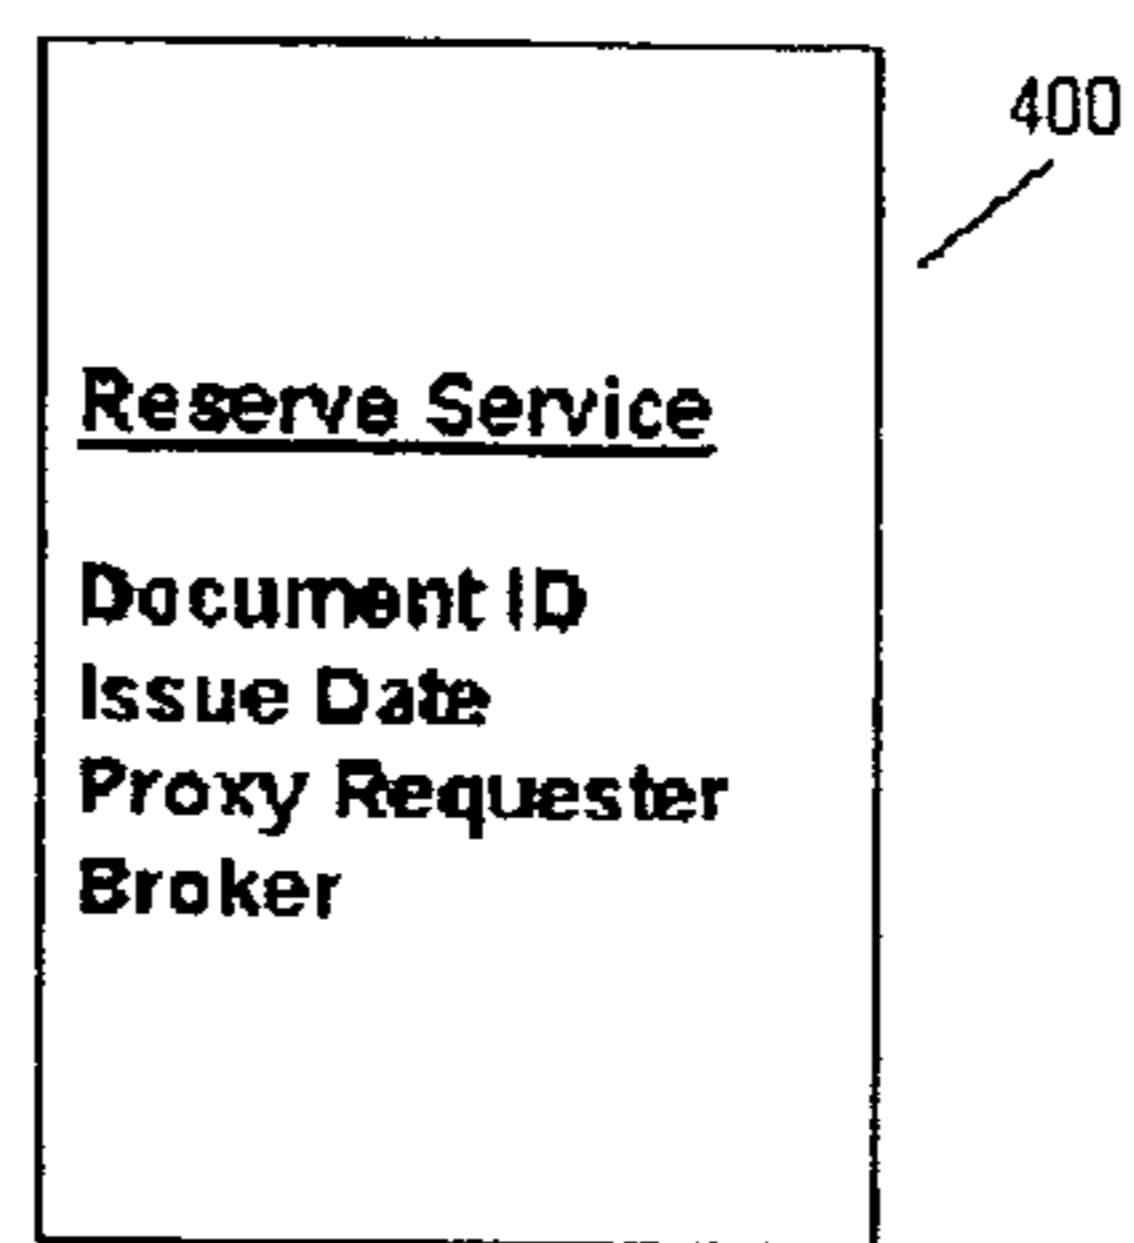 400
Reserve Service
Document ID
Issue Date
Proxy Requester
Broker